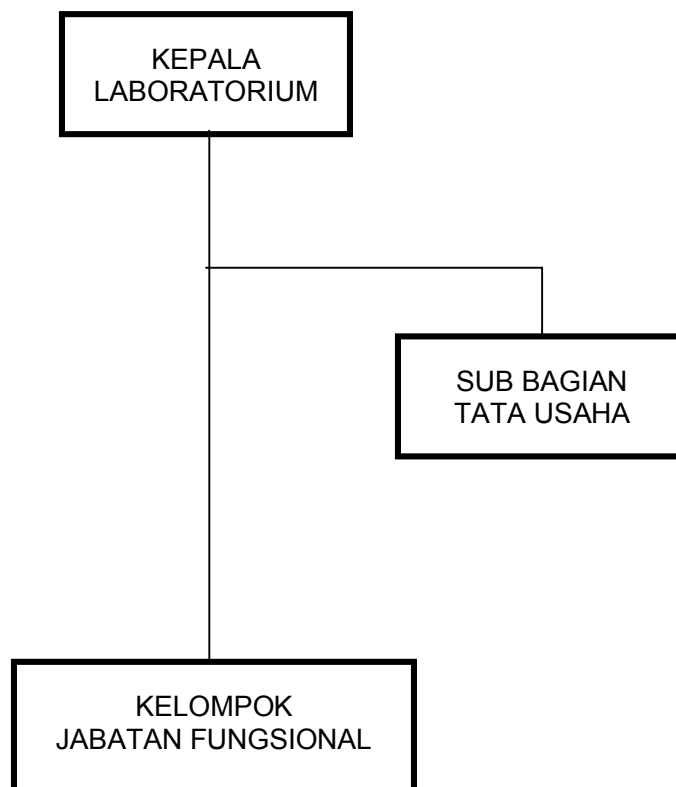 KEPALA
LABORATORIUM
SUB BAGIAN
TATA USAHA
KELOMPOK
JABATAN FUNGSIONAL